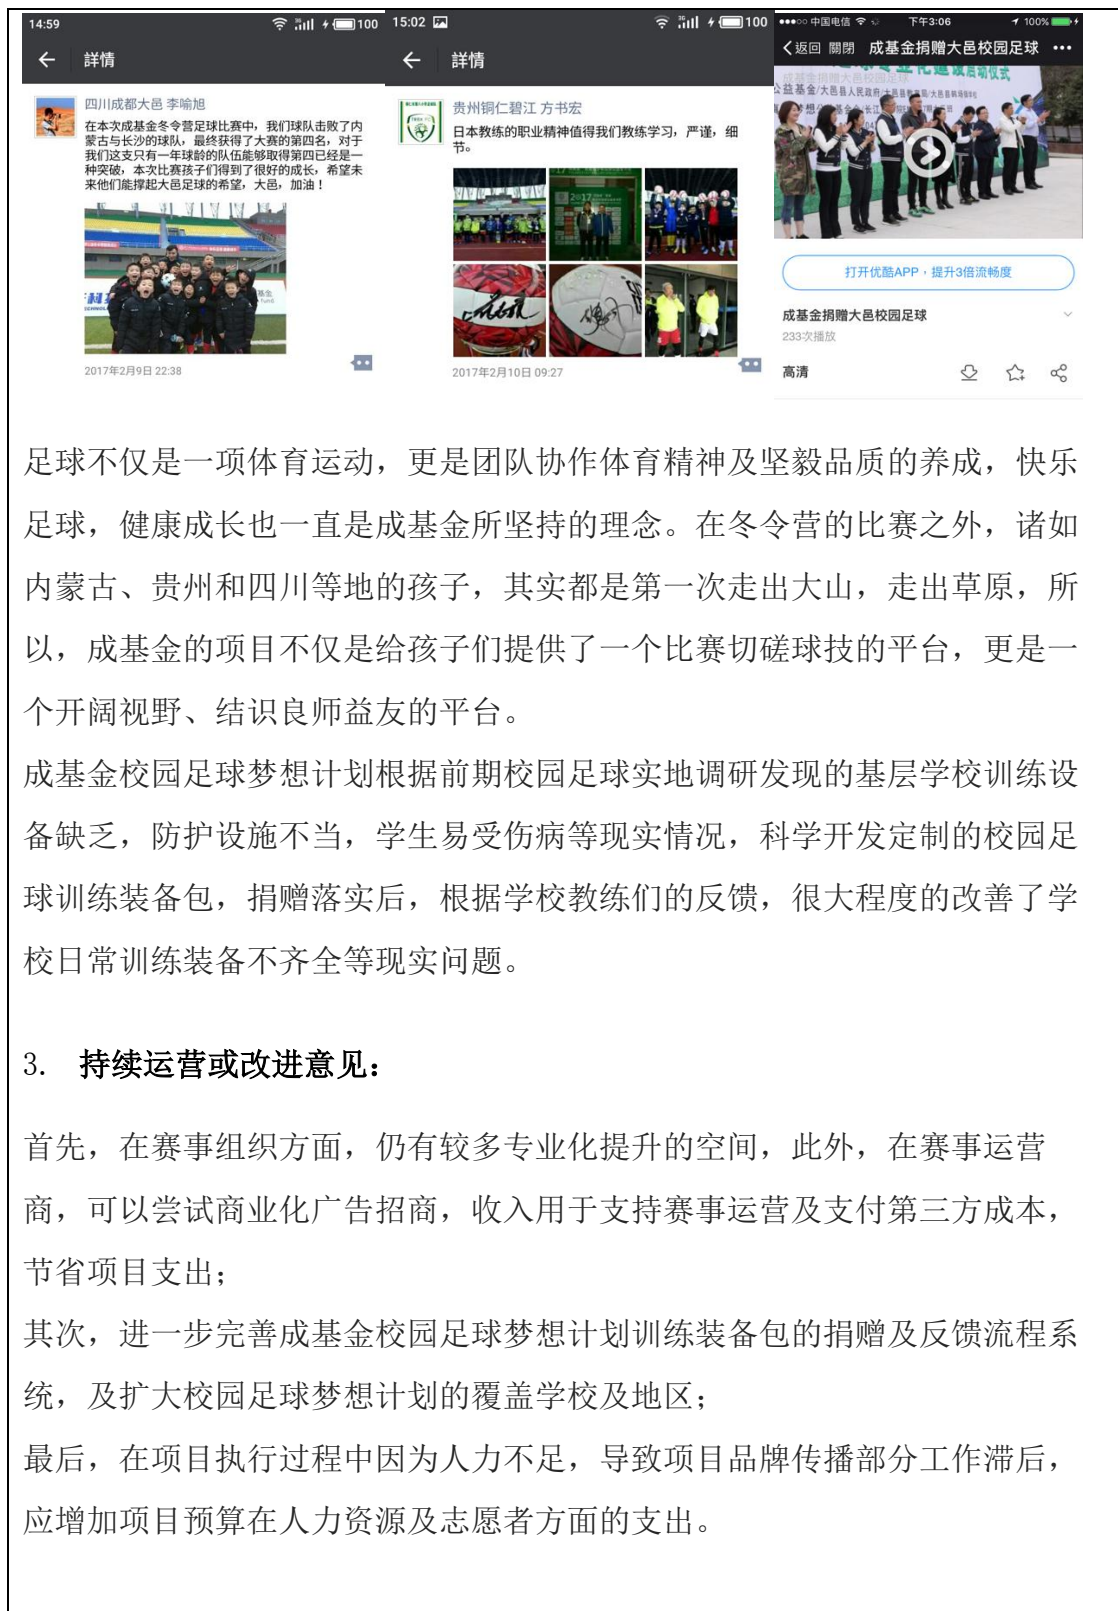 14:59
100
詳情
四川成都大邑 李喻旭
在本次成基金冬令营足球比赛中，我们球队击败了内
蒙古与长沙的球队，最终获得了大赛的第四名，对于
我们这支只有一年球龄的队伍能够取得第四已经是一
种突破，本次比赛孩子们得到了很好的成长，希望未
来他们能撑起大邑足球的希望，大邑，加油！
2017年2月9日 22:38
15:02
100
詳情
贵州铜仁碧江 方书宏
日本教练的职业精神值得我们教练学习，严谨，细
节。
2017年2月10日 09:27
中国电信 下午3:06 100%
返回 關閉 成基金捐赠大邑校园足球
打开优酷APP，提升3倍流畅度
成基金捐赠大邑校园足球
233次播放
高清
足球不仅是一项体育运动，更是团队协作体育精神及坚毅品质的养成，快乐
足球，健康成长也一直是成基金所坚持的理念。在冬令营的比赛之外，诸如
内蒙古、贵州和四川等地的孩子，其实都是第一次走出大山，走出草原，所
以，成基金的项目不仅是给孩子们提供了一个比赛切磋球技的平台，更是一
个开阔视野、结识良师益友的平台。
成基金校园足球梦想计划根据前期校园足球实地调研发现的基层学校训练设
备缺乏，防护设施不当，学生易受伤病等现实情况，科学开发定制的校园足
球训练装备包，捐赠落实后，根据学校教练们的反馈，很大程度的改善了学
校日常训练装备不齐全等现实问题。
3. 持续运营或改进意见：
首先，在赛事组织方面，仍有较多专业化提升的空间，此外，在赛事运营
商，可以尝试商业化广告招商，收入用于支持赛事运营及支付第三方成本，
节省项目支出；
其次，进一步完善成基金校园足球梦想计划训练装备包的捐赠及反馈流程系
统，及扩大校园足球梦想计划的覆盖学校及地区；
最后，在项目执行过程中因为人力不足，导致项目品牌传播部分工作滞后，
应增加项目预算在人力资源及志愿者方面的支出。